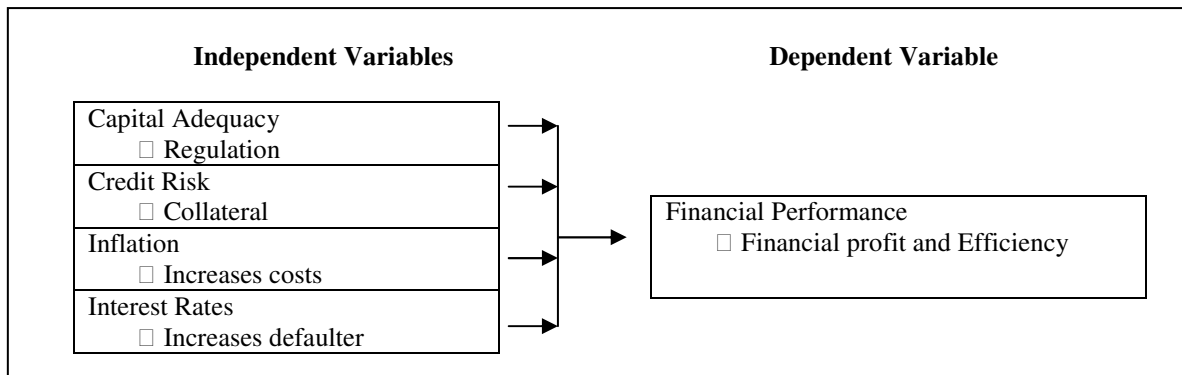 Independent Variables
Dependent Variable
Capital Adequacy
□ Regulation
Credit Risk
□ Collateral
Inflation
□ Increases costs
Interest Rates
□ Increases defaulter
Financial Performance
□ Financial profit and Efficiency